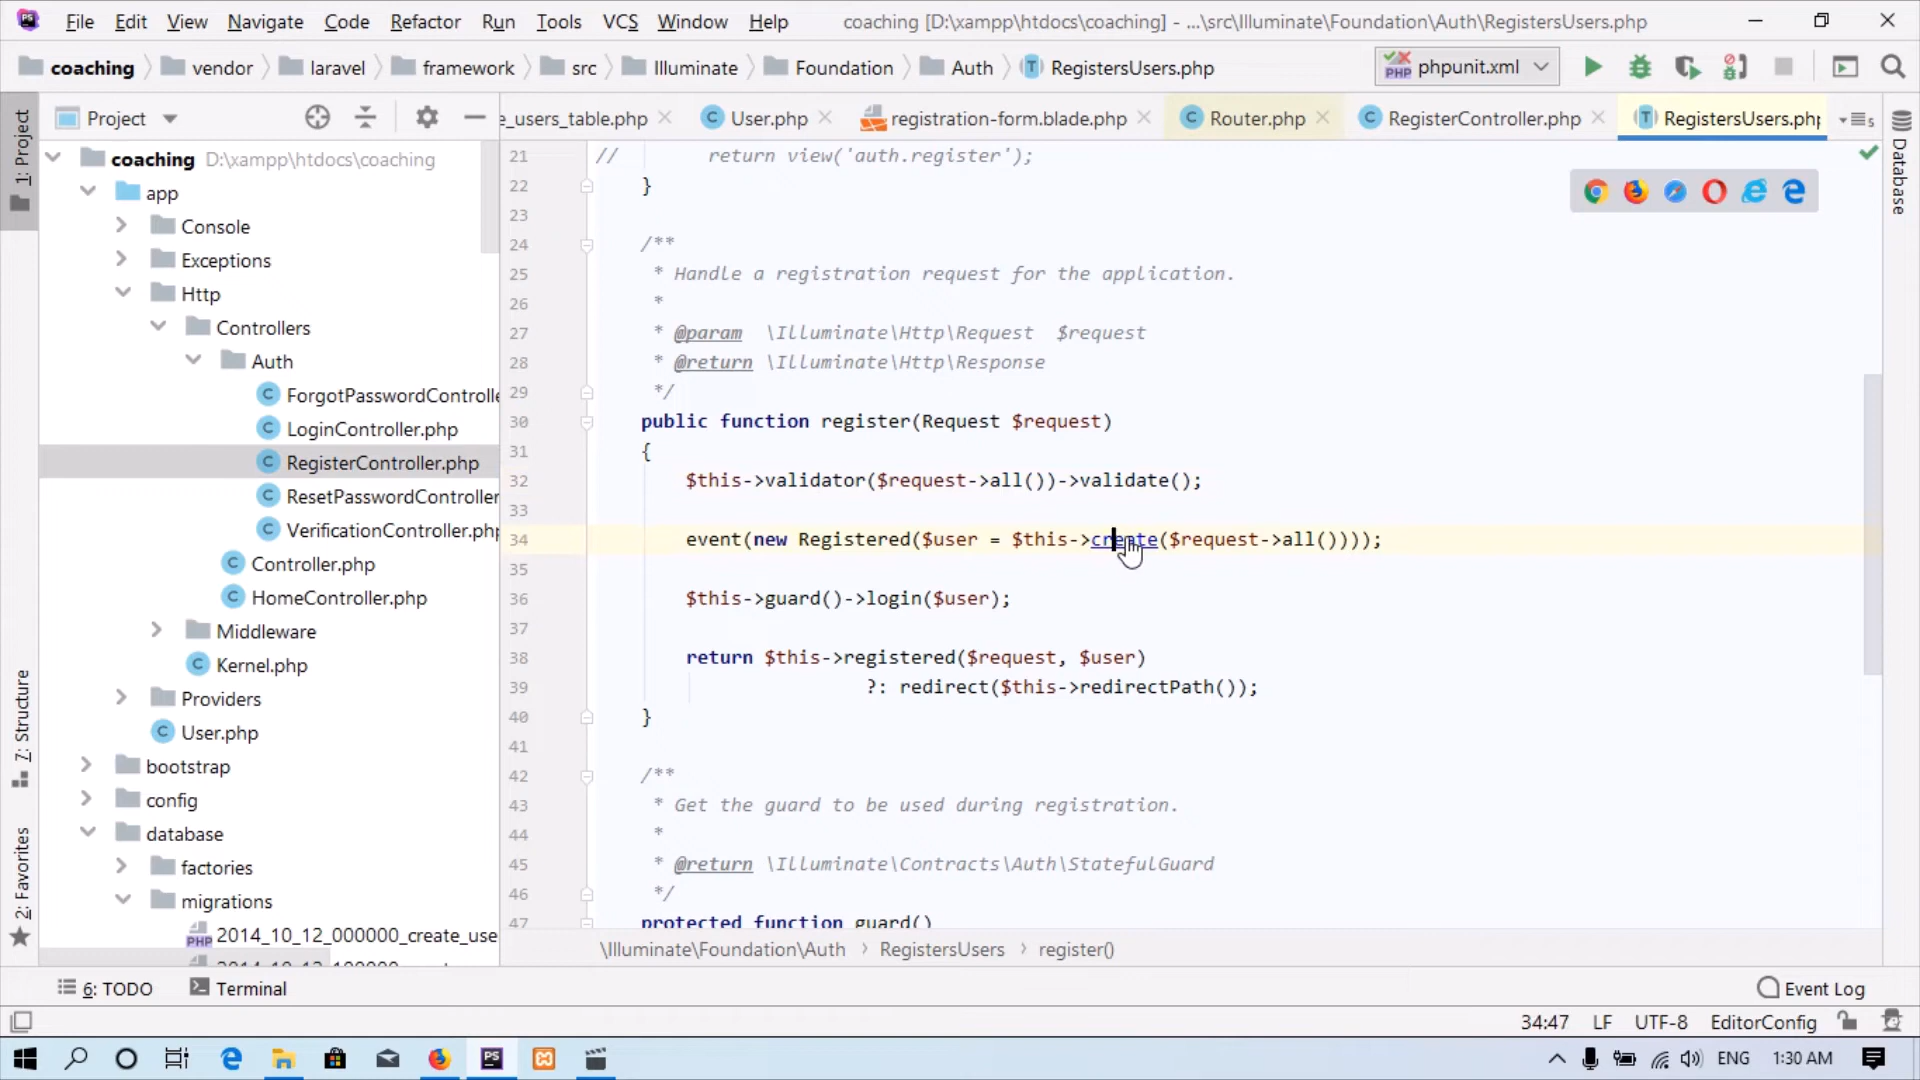 File Edit View Navigate Code Refactor Run Tools VCS Window Help coaching [D:\xampp\htdocs\coaching] - ...\src\Illuminate\Foundation\Auth\RegistersUsers.php
coaching vendor laravel framework src Illuminate Foundation Auth RegistersUsers.php phpunit.xml
Project e_users_table.php User.php registration-form.blade.php Router.php RegisterController.php RegistersUsers.php
1: Project
7: Structure
2: Favorites
Database
coaching D:\xampp\htdocs\coaching
app
Console
Exceptions
Http
Controllers
Auth
ForgotPasswordControlle
LoginController.php
RegisterController.php
ResetPasswordController
VerificationController.php
Controller.php
HomeController.php
Middleware
Kernel.php
Providers
User.php
bootstrap
config
database
factories
migrations
PHP 2014_10_12_000000_create_use
21 // return view('auth.register');
22 }
23
24 /**
25 * Handle a registration request for the application.
26 *
27 * @param \Illuminate\Http\Request $request
28 * @return \Illuminate\Http\Response
29 */
30 public function register(Request $request)
31 {
32 $this->validator($request->all())->validate();
33
34 event(new Registered($user = $this->create($request->all())));
35
36 $this->guard()->login($user);
37
38 return $this->registered($request, $user)
39 ?: redirect($this->redirectPath());
40 }
41
42 /**
43 * Get the guard to be used during registration.
44 *
45 * @return \Illuminate\Contracts\Auth\StatefulGuard
46 */
47 protected function guard()
\Illuminate\Foundation\Auth RegistersUsers register()
6: TODO Terminal Event Log
34:47 LF UTF-8 EditorConfig
PS ENG 1:30 AM